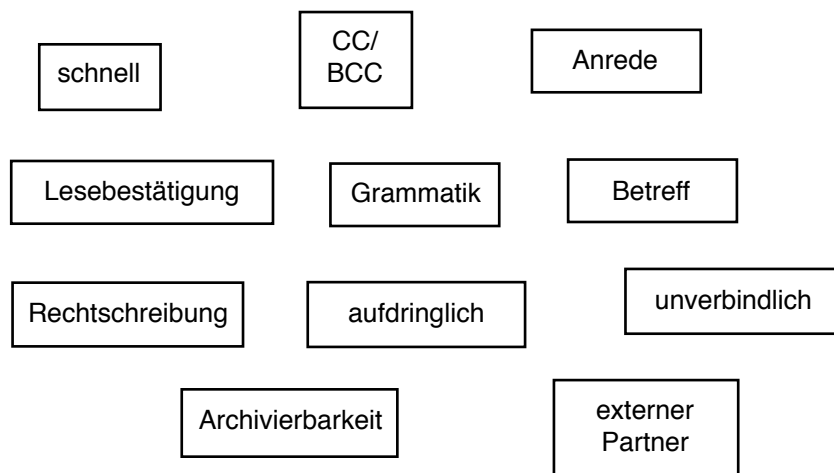 schnell
CC/
BCC
Anrede
Lesebestätigung
Grammatik
Betreff
Rechtschreibung
aufdringlich
unverbindlich
Archivierbarkeit
externer
Partner